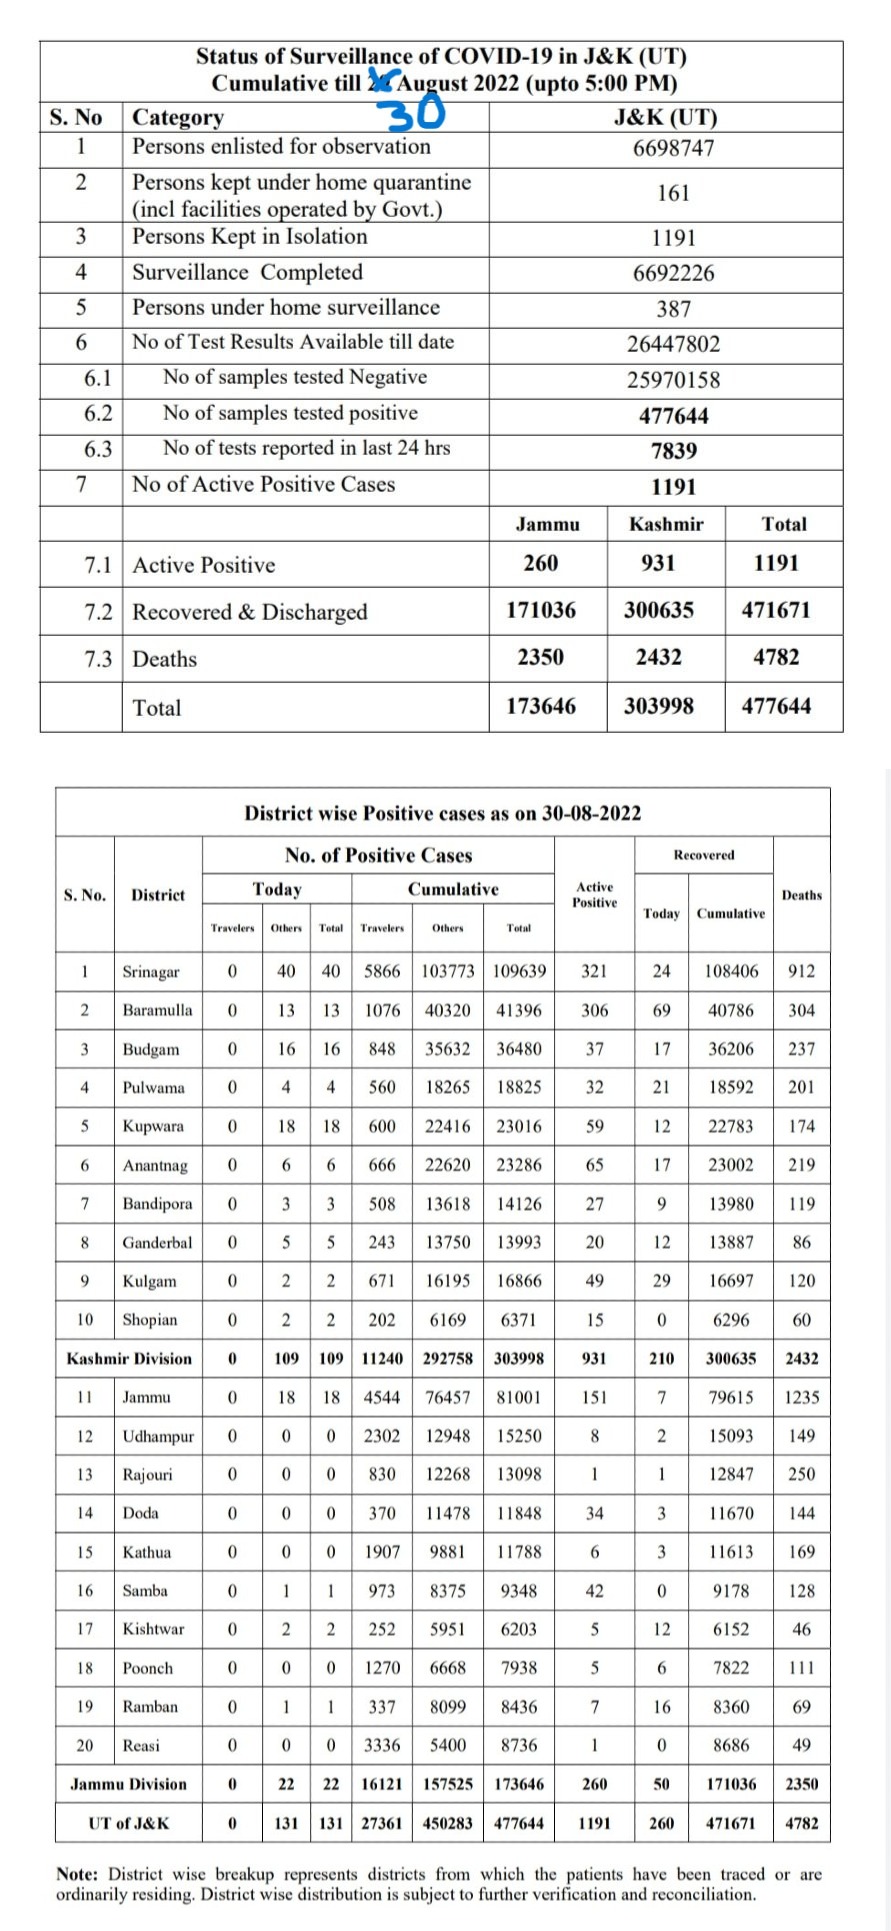 Status of Surveillance of COVID-19 in J&K (UT)
Cumulative till August 2022 (upto 5:00 PM)
30
S. No Category J&K (UT)
1 Persons enlisted for observation 6698747
2 Persons kept under home quarantine
(incl facilities operated by Govt.) 161
3 Persons Kept in Isolation 1191
4 Surveillance Completed 6692226
5 Persons under home surveillance 387
6 No of Test Results Available till date 26447802
6.1 No of samples tested Negative 25970158
6.2 No of samples tested positive 477644
6.3 No of tests reported in last 24 hrs 7839
7 No of Active Positive Cases 1191
Jammu Kashmir Total
7.1 Active Positive 260 931 1191
7.2 Recovered & Discharged 171036 300635 471671
7.3 Deaths 2350 2432 4782
Total 173646 303998 477644
District wise Positive cases as on 30-08-2022
S. No. District No. of Positive Cases Active Positive Recovered Deaths
Today Cumulative Today Cumulative
Travelers Others Total Travelers Others Total
1 Srinagar 0 40 40 5866 103773 109639 321 24 108406 912
2 Baramulla 0 13 13 1076 40320 41396 306 69 40786 304
3 Budgam 0 16 16 848 35632 36480 37 17 36206 237
4 Pulwama 0 4 4 560 18265 18825 32 21 18592 201
5 Kupwara 0 18 18 600 22416 23016 59 12 22783 174
6 Anantnag 0 6 6 666 22620 23286 65 17 23002 219
7 Bandipora 0 3 3 508 13618 14126 27 9 13980 119
8 Ganderbal 0 5 5 243 13750 13993 20 12 13887 86
9 Kulgam 0 2 2 671 16195 16866 49 29 16697 120
10 Shopian 0 2 2 202 6169 6371 15 0 6296 60
Kashmir Division 0 109 109 11240 292758 303998 931 210 300635 2432
11 Jammu 0 18 18 4544 76457 81001 151 7 79615 1235
12 Udhampur 0 0 0 2302 12948 15250 8 2 15093 149
13 Rajouri 0 0 0 830 12268 13098 1 1 12847 250
14 Doda 0 0 0 370 11478 11848 34 3 11670 144
15 Kathua 0 0 0 1907 9881 11788 6 3 11613 169
16 Samba 0 1 1 973 8375 9348 42 0 9178 128
17 Kishtwar 0 2 2 252 5951 6203 5 12 6152 46
18 Poonch 0 0 0 1270 6668 7938 5 6 7822 111
19 Ramban 0 1 1 337 8099 8436 7 16 8360 69
20 Reasi 0 0 0 3336 5400 8736 1 0 8686 49
Jammu Division 0 22 22 16121 157525 173646 260 50 171036 2350
UT of J&K 0 131 131 27361 450283 477644 1191 260 471671 4782
Note: District wise breakup represents districts from which the patients have been traced or are
ordinarily residing. District wise distribution is subject to further verification and reconciliation.